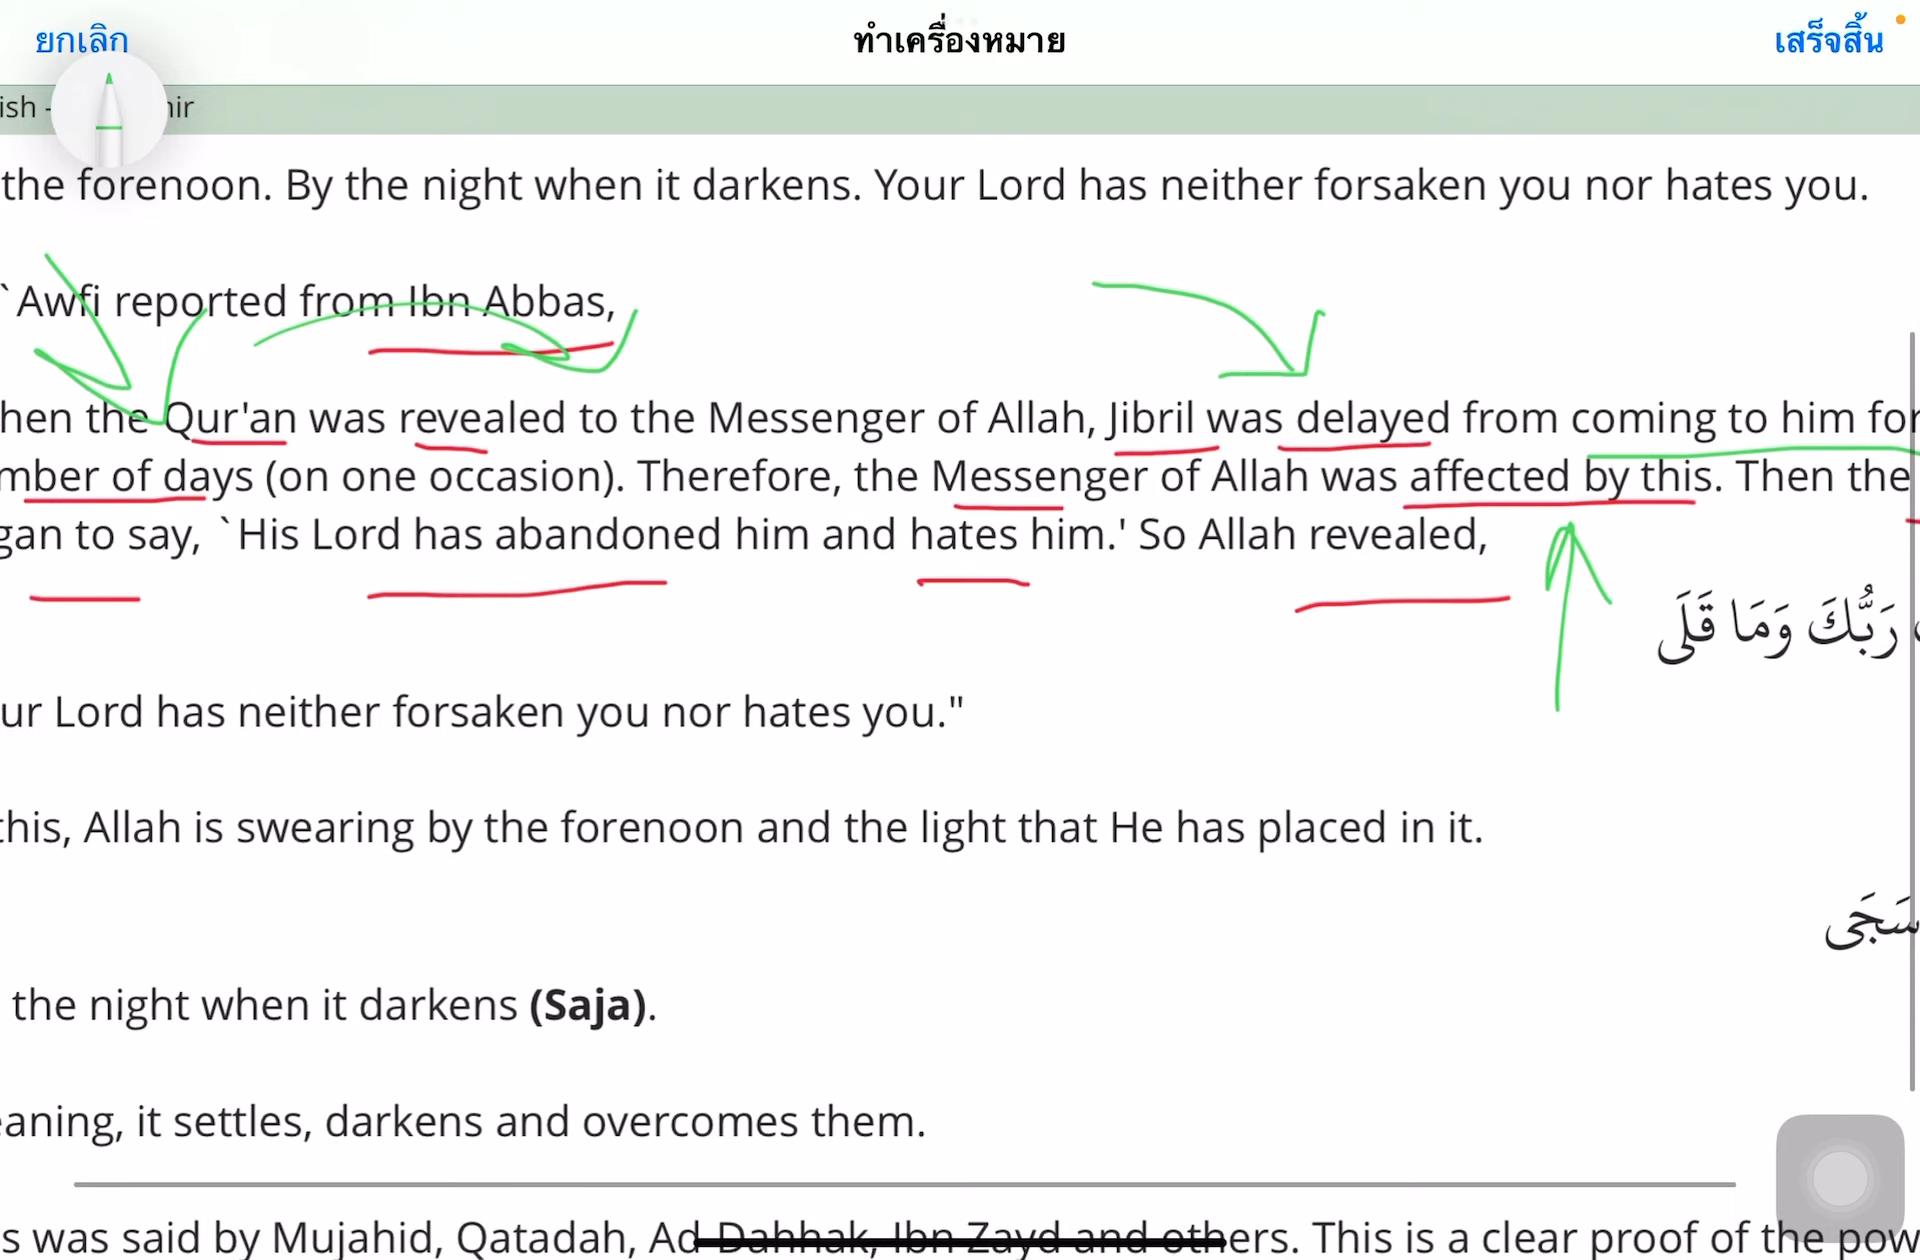 ยกเลิก ทำเครื่องหมาย เสร็จสิ้น
ish - hir
the forenoon. By the night when it darkens. Your Lord has neither forsaken you nor hates you.
`Awfi reported from Ibn Abbas,
hen the Qur'an was revealed to the Messenger of Allah, Jibril was delayed from coming to him for
mber of days (on one occasion). Therefore, the Messenger of Allah was affected by this. Then the
gan to say, `His Lord has abandoned him and hates him.' So Allah revealed,
رَبُّكَ وَمَا قَلَى
ur Lord has neither forsaken you nor hates you."
this, Allah is swearing by the forenoon and the light that He has placed in it.
سَجَى
the night when it darkens (Saja).
eaning, it settles, darkens and overcomes them.
s was said by Mujahid, Qatadah, Ad Dahhak, Ibn Zayd and others. This is a clear proof of the pow